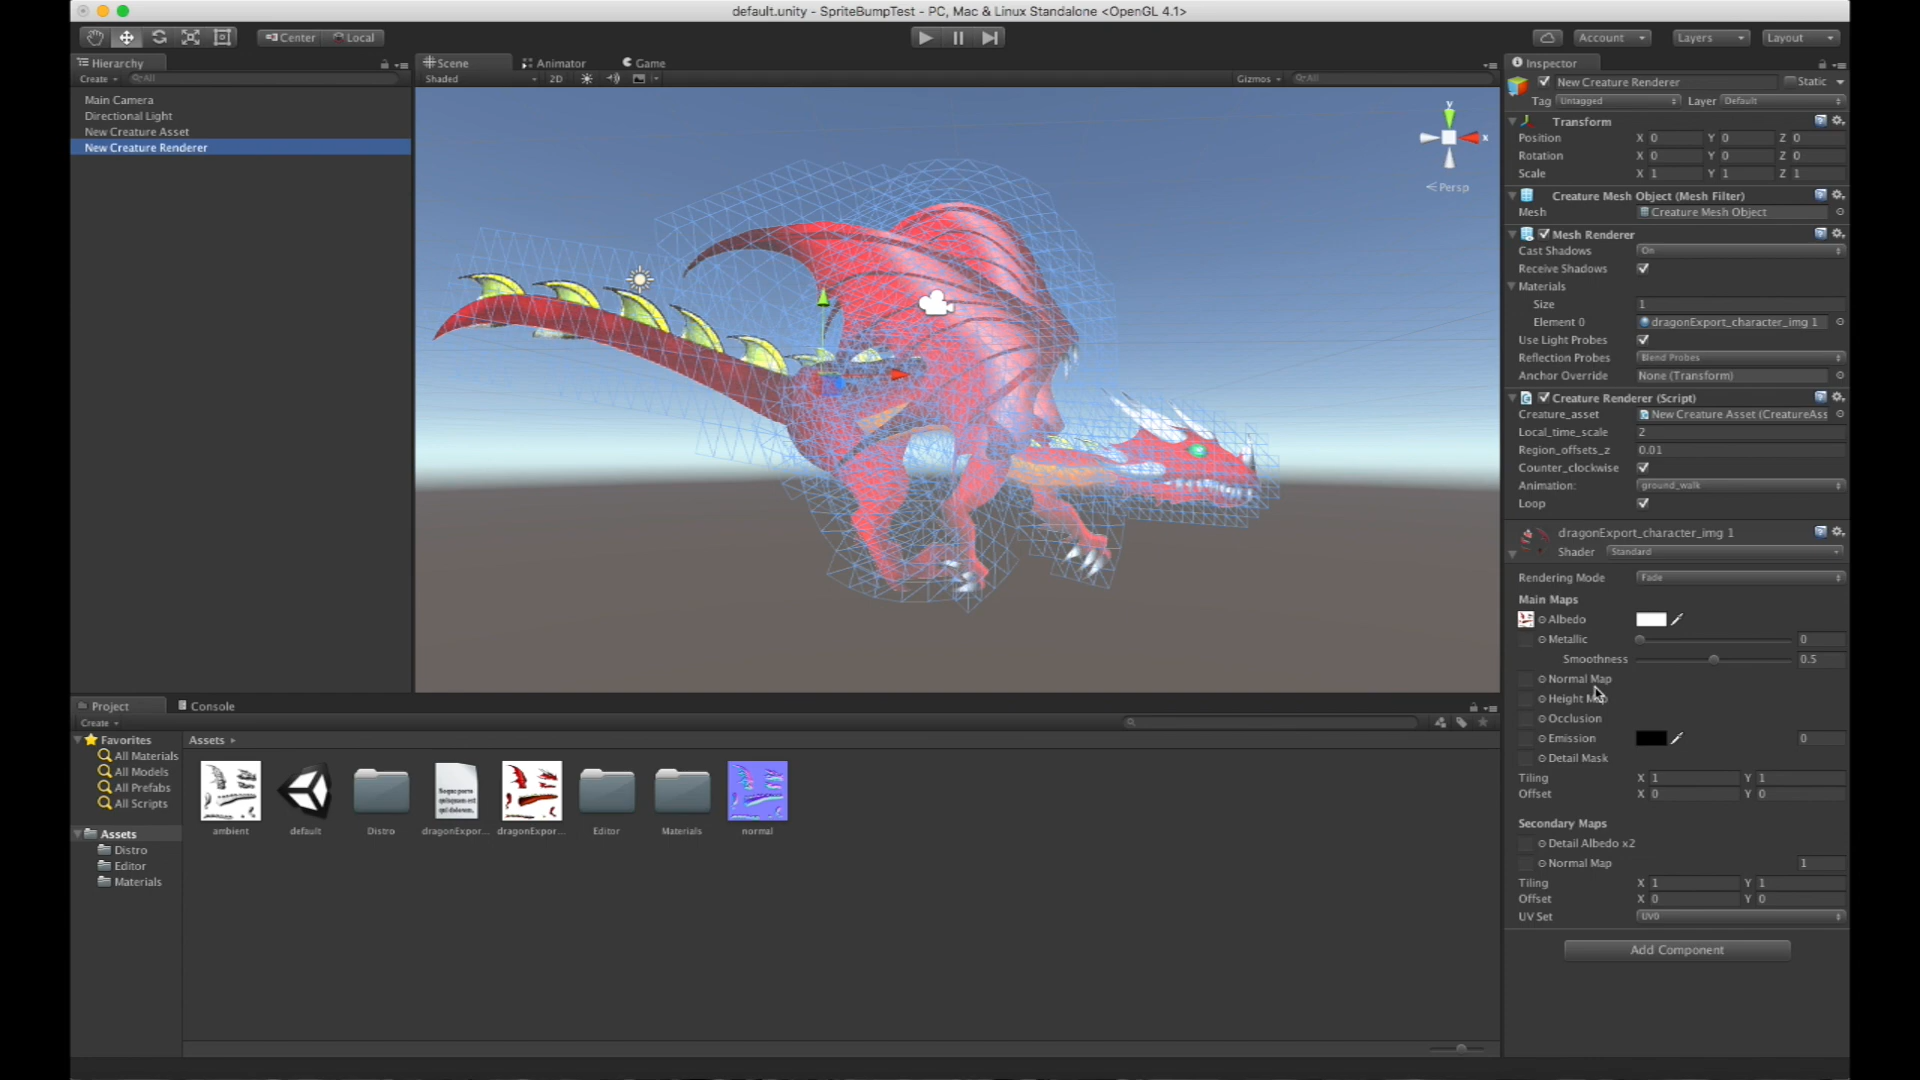 default.unity - SpriteBumpTest - PC, Mac & Linux Standalone <OpenGL 4.1>
Center Local Account Layers Layout
Hierarchy
Create All
Main Camera
Directional Light
New Creature Asset
New Creature Renderer
Scene Animator Game
Shaded 2D Gizmos All
y
x
Persp
Inspector
New Creature Renderer Static
Tag Untagged Layer Default
Transform
Position X 0 Y 0 Z 0
Rotation X 0 Y 0 Z 0
Scale X 1 Y 1 Z 1
Creature Mesh Object (Mesh Filter)
Mesh Creature Mesh Object
Mesh Renderer
Cast Shadows On
Receive Shadows
Materials
Size 1
Element 0 dragonExport_character_img 1
Use Light Probes
Reflection Probes Blend Probes
Anchor Override None (Transform)
Creature Renderer (Script)
Creature_asset New Creature Asset (CreatureAss
Local_time_scale 2
Region_offsets_z 0.01
Counter_clockwise
Animation: ground_walk
Loop
dragonExport_character_img 1
Shader Standard
Rendering Mode Fade
Main Maps
Albedo
Metallic 0
Smoothness 0.5
Normal Map
Height Map
Occlusion
Emission 0
Detail Mask
Tiling X 1 Y 1
Offset X 0 Y 0
Secondary Maps
Detail Albedo x2
Normal Map 1
Tiling X 1 Y 1
Offset X 0 Y 0
UV Set UV0
Add Component
Project Console
Create
Favorites
All Materials
All Models
All Prefabs
All Scripts
Assets
Distro
Editor
Materials
Assets
ambient default Distro dragonExpor... dragonExpor... Editor Materials normal